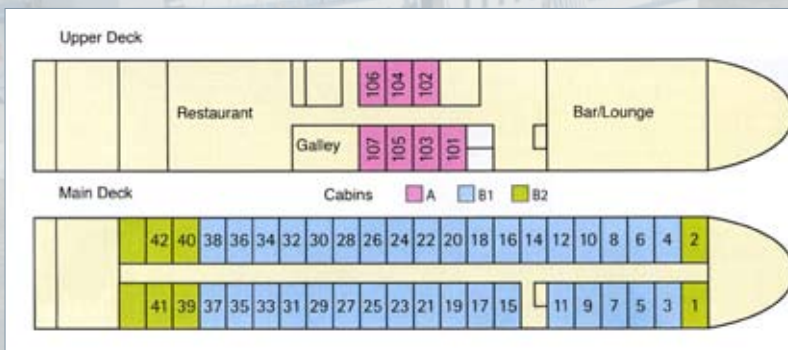 Upper Deck
106 104 102
Restaurant
Bar/Lounge
Galley
107 105 103 101
Main Deck
Cabins A B1 B2
42 40 38 36 34 32 30 28 26 24 22 20 18 16 14 12 10 8 6 4 2
41 39 37 35 33 31 29 27 25 23 21 19 17 15 11 9 7 5 3 1